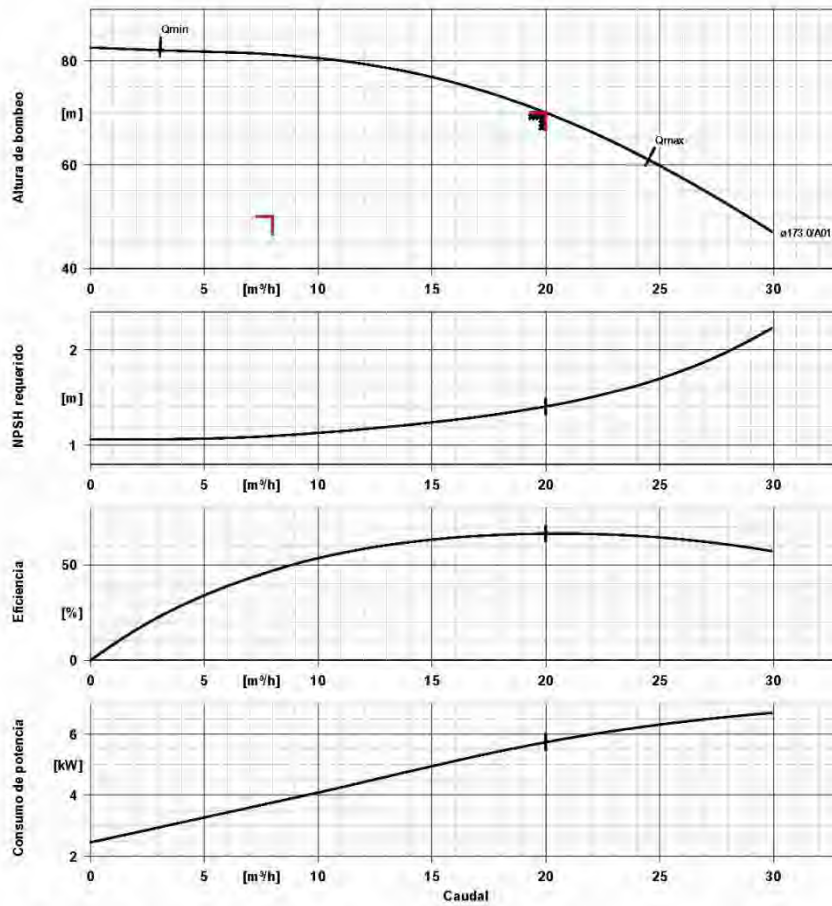 Altura de bombeo
[m]
80
60
40
Qmin
Qmax
ø173.0/A01
0 5 [m³/h] 10 15 20 25 30
NPSH requerido
[m]
2
1
0 5 [m³/h] 10 15 20 25 30
Eficiencia
[%]
50
0
0 5 [m³/h] 10 15 20 25 30
Consumo de potencia
[kW]
6
4
2
0 5 [m³/h] 10 15 20 25 30
Caudal